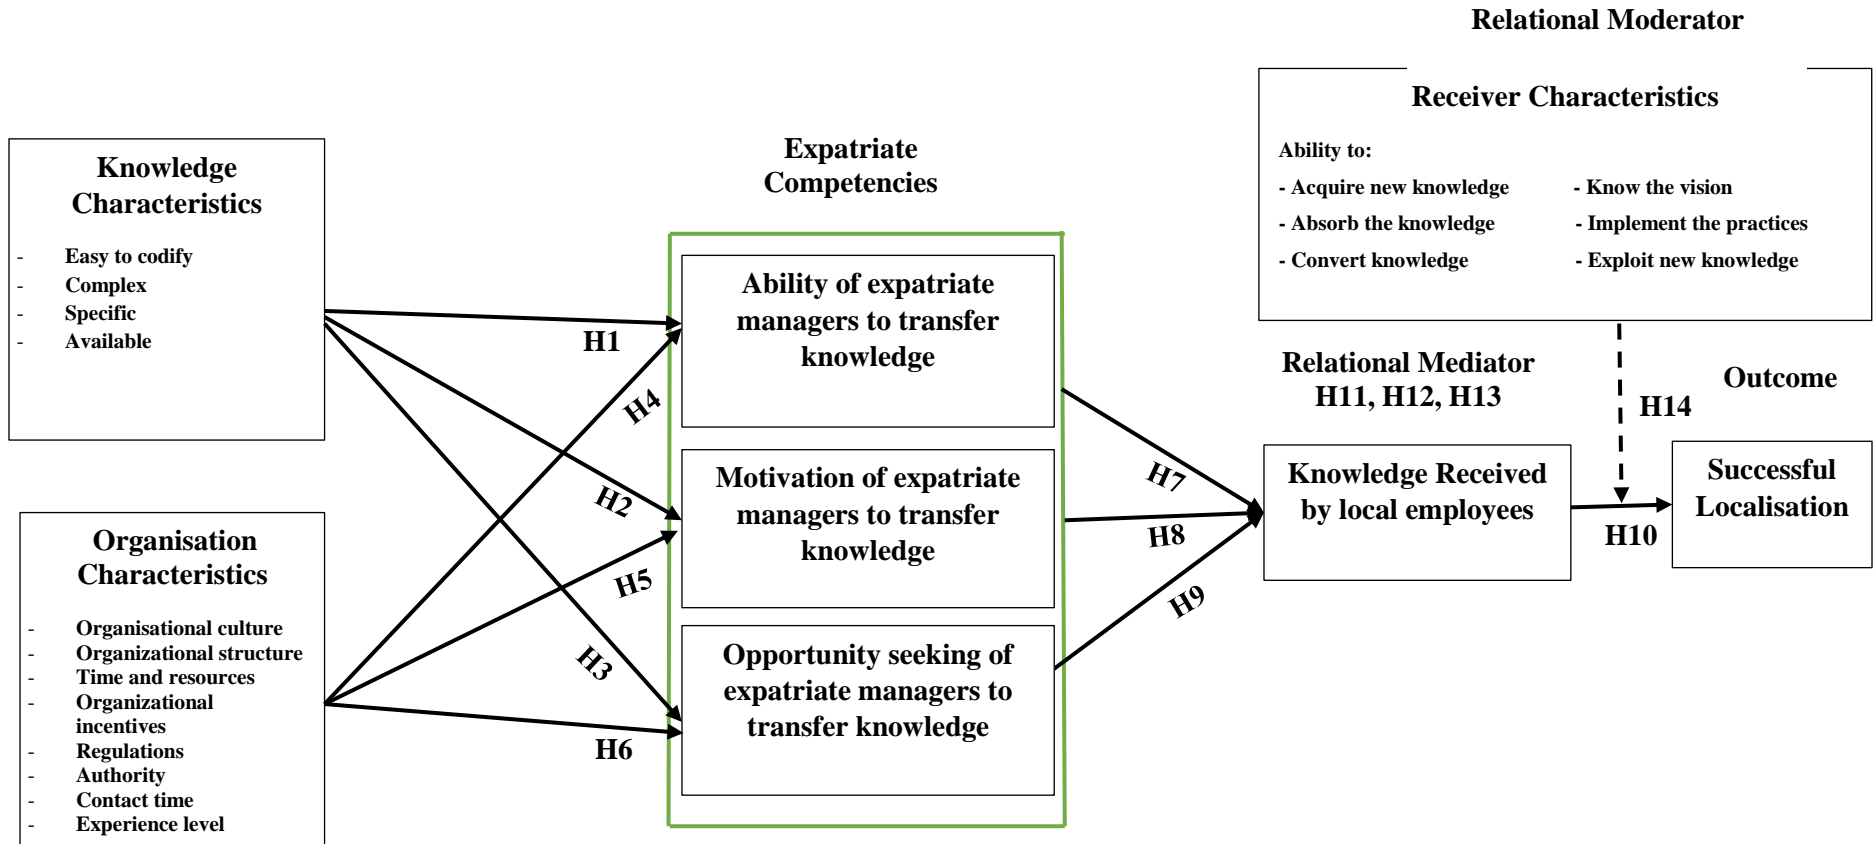 Relational Moderator
Receiver Characteristics
Ability to:
- Acquire new knowledge - Know the vision
- Absorb the knowledge - Implement the practices
- Convert knowledge - Exploit new knowledge
Knowledge
Characteristics
- Easy to codify
- Complex
- Specific
- Available
Organisation
Characteristics
- Organisational culture
- Organizational structure
- Time and resources
- Organizational
incentives
- Regulations
- Authority
- Contact time
- Experience level
H1
H4
H2
H5
H3
H6
Expatriate
Competencies
Ability of expatriate
managers to transfer
knowledge
Motivation of expatriate
managers to transfer
knowledge
Opportunity seeking of
expatriate managers to
transfer knowledge
H7
H8
H9
Relational Mediator
H11, H12, H13
Knowledge Received
by local employees
H14
H10
Outcome
Successful
Localisation